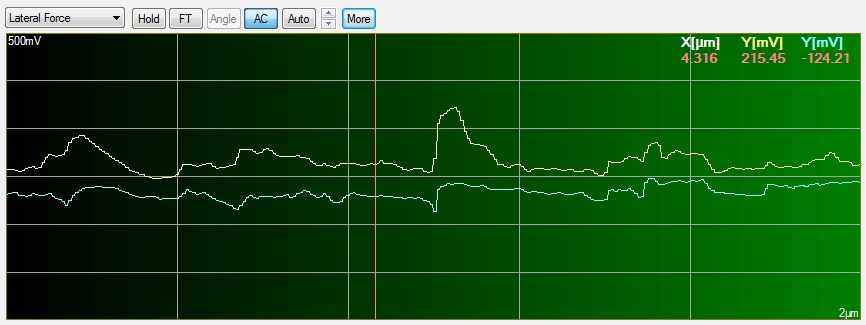 Lateral Force Hold FT Angle AC Auto More
500mV X[µm] Y[mV] Y[mV]
4.316 215.45 -124.21
2µm